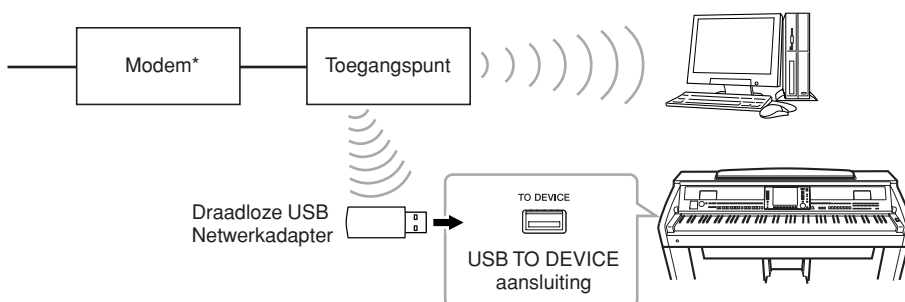 Modem*
Toegangspunt
Draadloze USB
Netwerkadapter
TO DEVICE
USB TO DEVICE
aansluiting